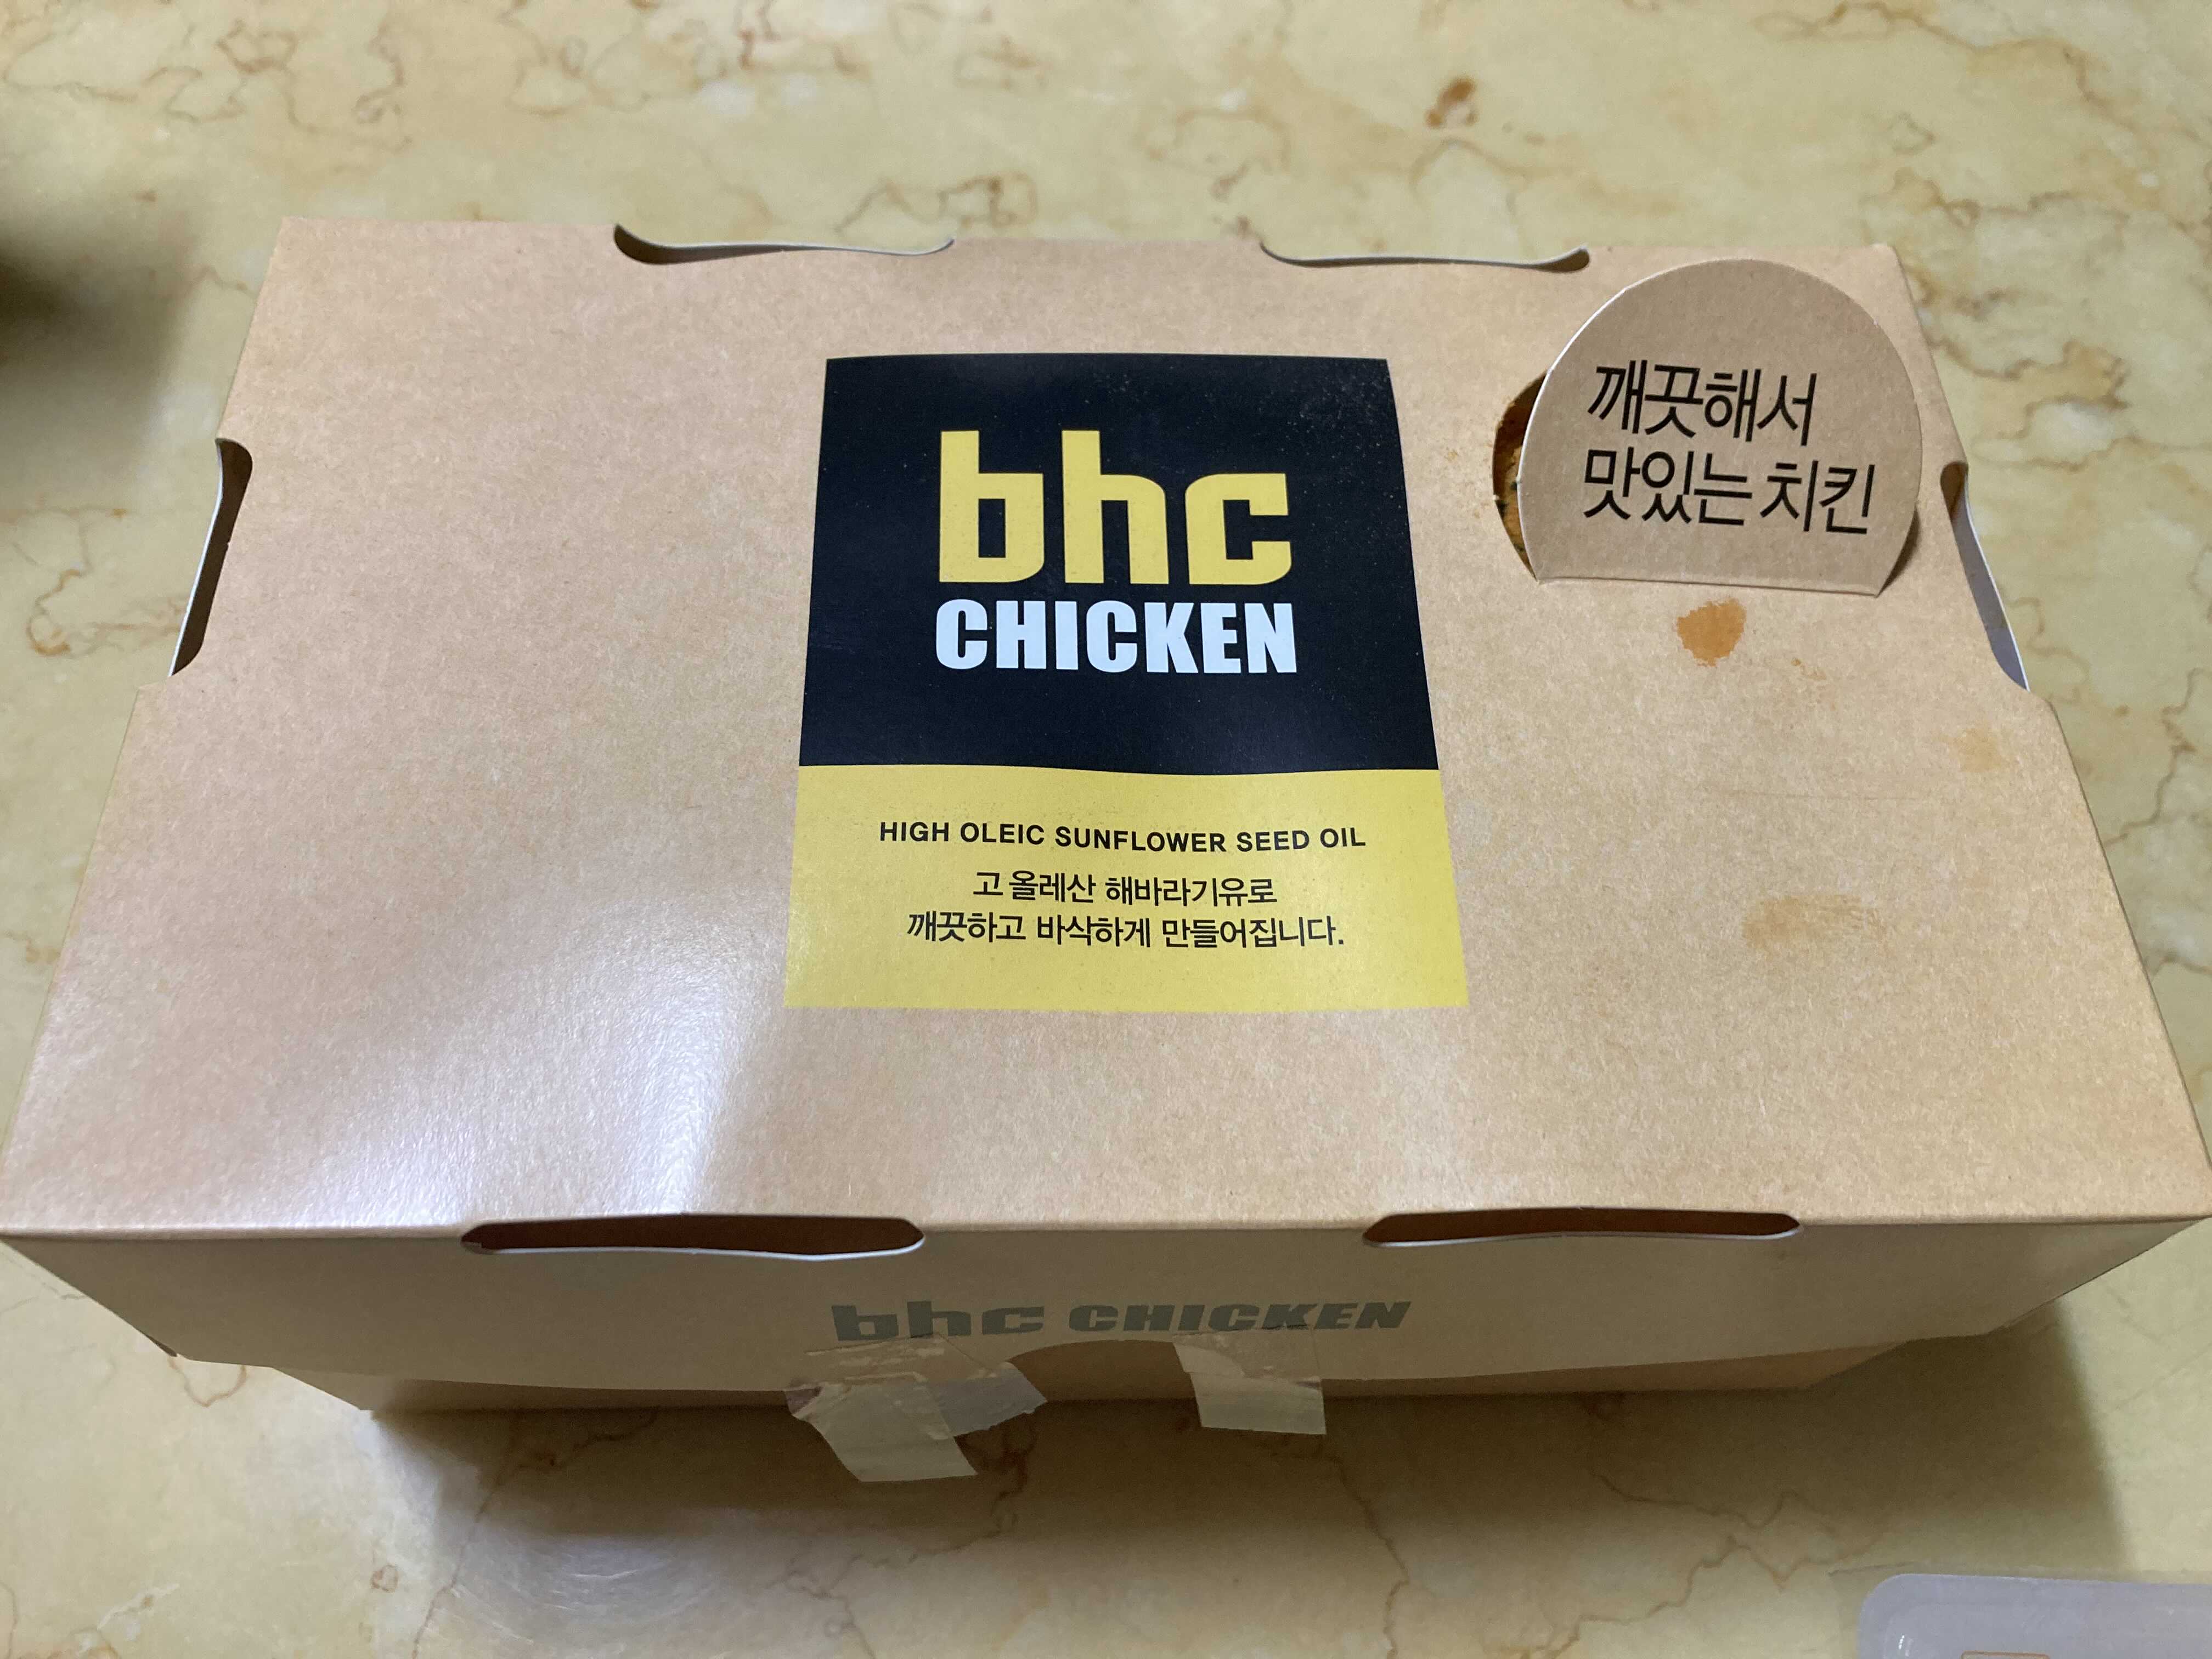 깨끗해서
맛있는 치킨
bhc
CHICKEN
HIGH OLEIC SUNFLOWER SEED OIL
고 올레산 해바라기유로
깨끗하고 바삭하게 만들어집니다.
bhc CHICKEN